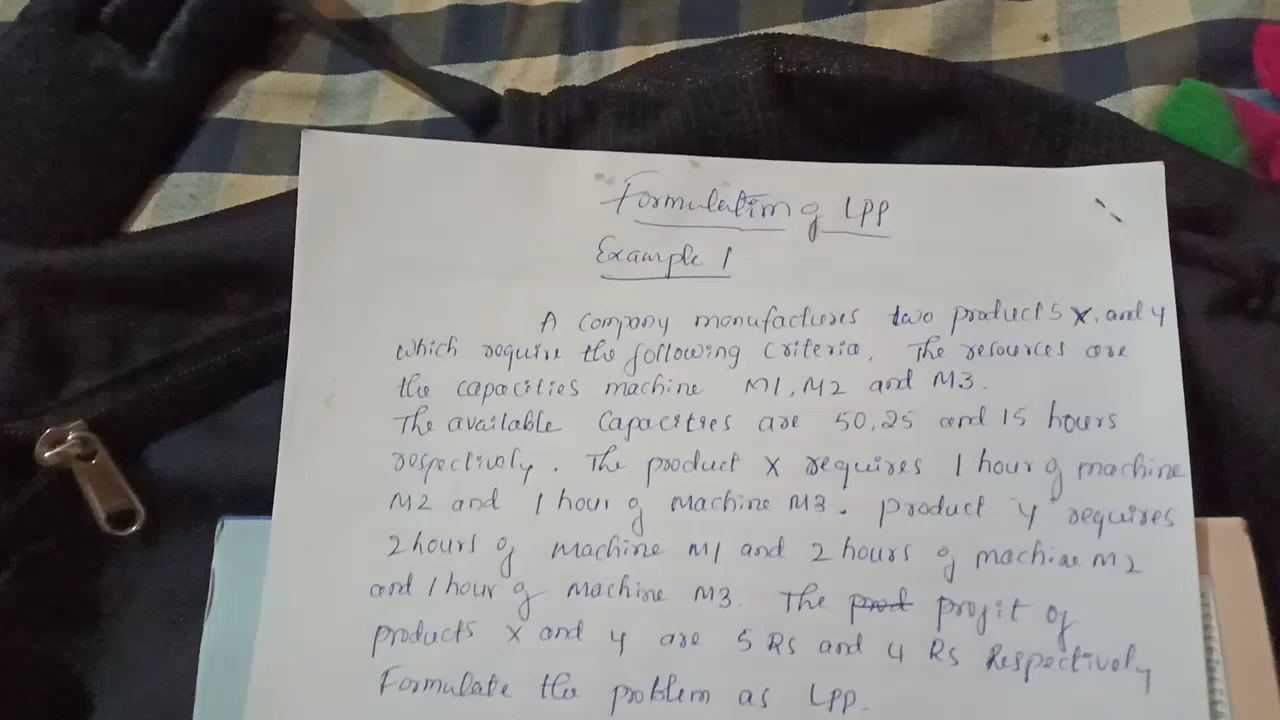 Formulation of LPP
Example 1
A company manufactures two products x, and y
which require the following criteria. The resources are
the capacities machine M1, M2 and M3.
The available Capacities are 50, 25 and 15 hours
respectively. The product x requires 1 hour of machine
M2 and 1 hour of machine M3. product y requires
2 hours of machine M1 and 2 hours of machine M2
and 1 hour of machine M3. The profit of
products x and y are 5 Rs and 4 Rs Respectively
Formulate the problem as LPP.